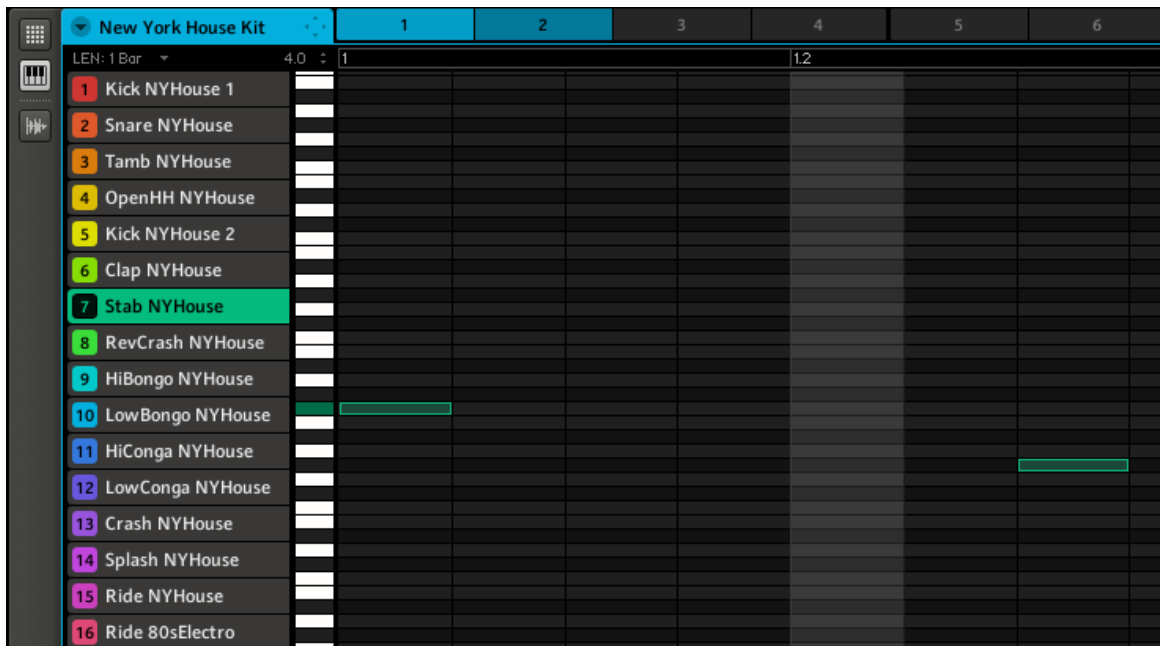 New York House Kit 1 2 3 4 5 6
LEN: 1 Bar 4.0 1 1.2
1 Kick NYHouse 1
2 Snare NYHouse
3 Tamb NYHouse
4 OpenHH NYHouse
5 Kick NYHouse 2
6 Clap NYHouse
7 Stab NYHouse
8 RevCrash NYHouse
9 HiBongo NYHouse
10 LowBongo NYHouse
11 HiConga NYHouse
12 LowConga NYHouse
13 Crash NYHouse
14 Splash NYHouse
15 Ride NYHouse
16 Ride 80sElectro